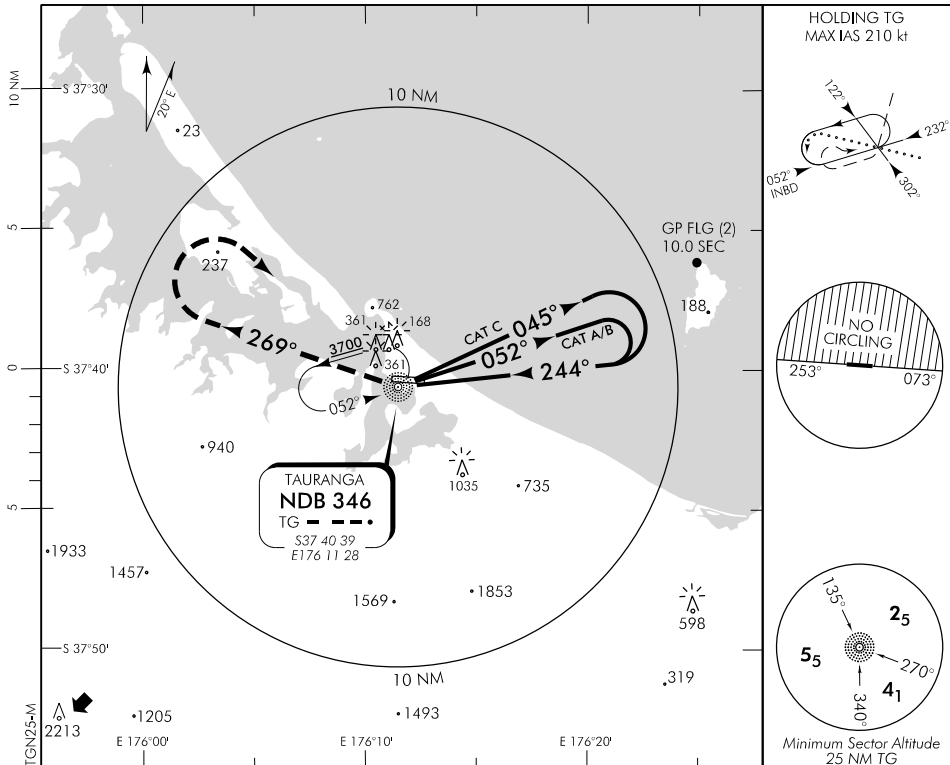 10 NM
S 37°30'
20° E
23
10 NM
5
GP FLG (2)
10.0 SEC
188
237
762
361
168
3700
361
269°
CAT C 045°
052° CAT A/B
244°
0
S 37°40'
052°
940
1035
735
TAURANGA
NDB 346
TG
S37 40 39
E176 11 28
5
1933
1457
1569
1853
598
S 37°50'
10 NM
319
2213
1205
1493
TGN25-M
E 176°00'
E 176°10'
E 176°20'
HOLDING TG
MAX IAS 210 kt
122°
232°
052°
INBD
302°
NO
CIRCLING
253°
073°
135°
25
55
270°
41
340°
Minimum Sector Altitude
25 NM TG